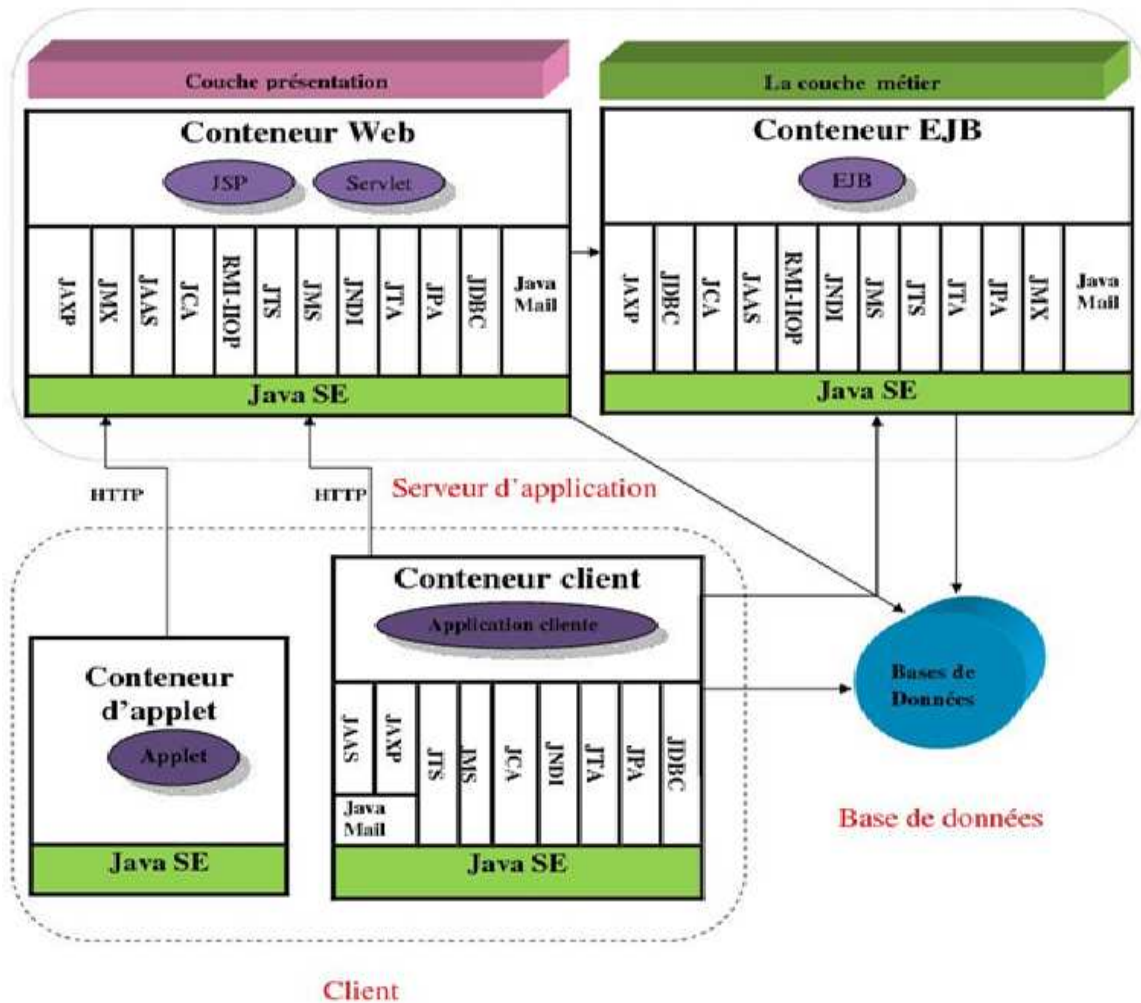 Couche présentation
La couche métier
Conteneur Web
JSP
Servlet
JAXP
JMX
JAAS
JCA
RMI-IIOP
JTS
JMS
JNDI
JTA
JPA
JDBC
Java
Mail
Java SE
Conteneur EJB
EJB
JAXP
JDBC
JCA
JAAS
RMI-IIOP
JNDI
JMS
JTS
JTA
JPA
JMX
Java
Mail
Java SE
HTTP
HTTP
Serveur d'application
Conteneur
d'applet
Applet
Java SE
Conteneur client
Application cliente
JAAS
JAXP
Java
Mail
JTS
JMS
JCA
JNDI
JTA
JPA
JDBC
Java SE
Bases de
Données
Base de données
Client